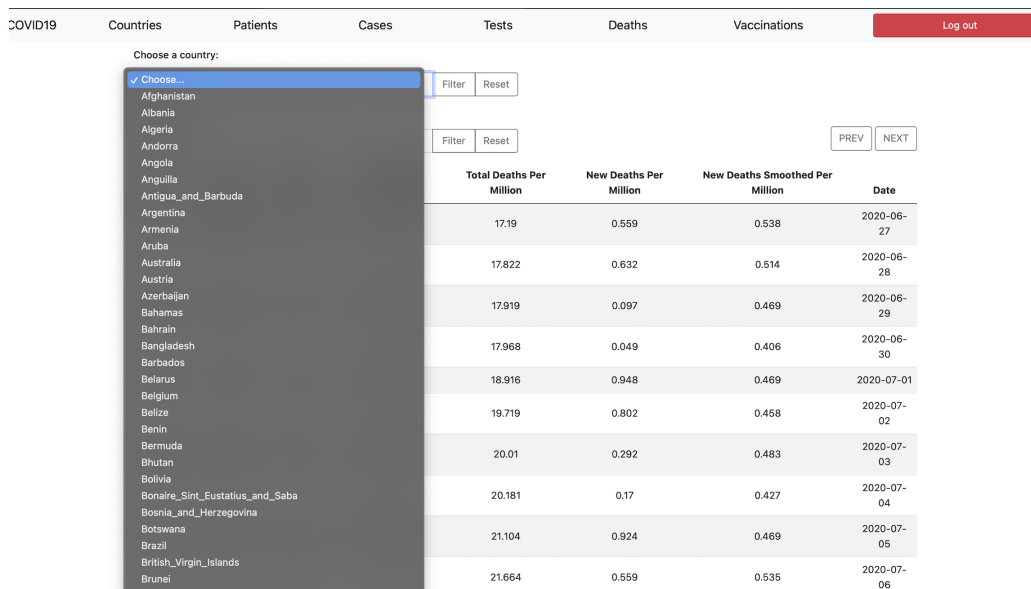 COVID19 Countries Patients Cases Tests Deaths Vaccinations Log out
Choose a country:
✓ Choose...
Afghanistan
Albania
Algeria
Andorra
Angola
Anguilla
Antigua_and_Barbuda
Argentina
Armenia
Aruba
Australia
Austria
Azerbaijan
Bahamas
Bahrain
Bangladesh
Barbados
Belarus
Belgium
Belize
Benin
Bermuda
Bhutan
Bolivia
Bonaire_Sint_Eustatius_and_Saba
Bosnia_and_Herzegovina
Botswana
Brazil
British_Virgin_Islands
Brunei
Filter Reset
Filter Reset PREV NEXT
Total Deaths Per Million New Deaths Per Million New Deaths Smoothed Per Million Date
17.19 0.559 0.538 2020-06-27
17.822 0.632 0.514 2020-06-28
17.919 0.097 0.469 2020-06-29
17.968 0.049 0.406 2020-06-30
18.916 0.948 0.469 2020-07-01
19.719 0.802 0.458 2020-07-02
20.01 0.292 0.483 2020-07-03
20.181 0.17 0.427 2020-07-04
21.104 0.924 0.469 2020-07-05
21.664 0.559 0.535 2020-07-06